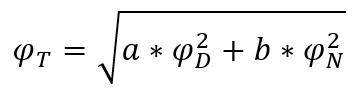 φ_T = √(a * φ_D^2 + b * φ_N^2)